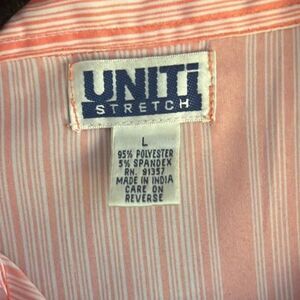 UNITi
STRETCH
L
95% POLYESTER
5% SPANDEX
RN. 91357
MADE IN INDIA
CARE ON
REVERSE